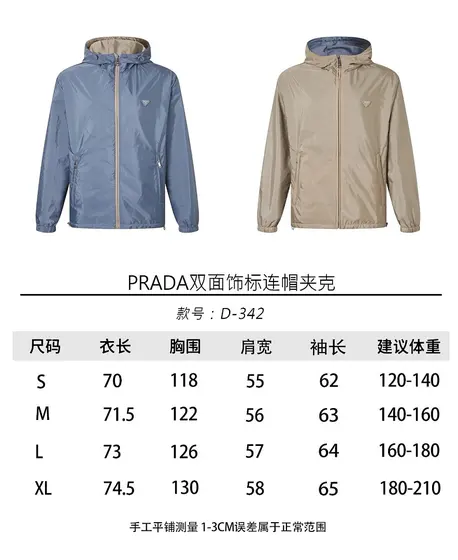 PRADA双面饰标连帽夹克
款号：D-342
尺码 衣长 胸围 肩宽 袖长 建议体重
S 70 118 55 62 120-140
M 71.5 122 56 63 140-160
L 73 126 57 64 160-180
XL 74.5 130 58 65 180-210
手工平铺测量 1-3CM误差属于正常范围